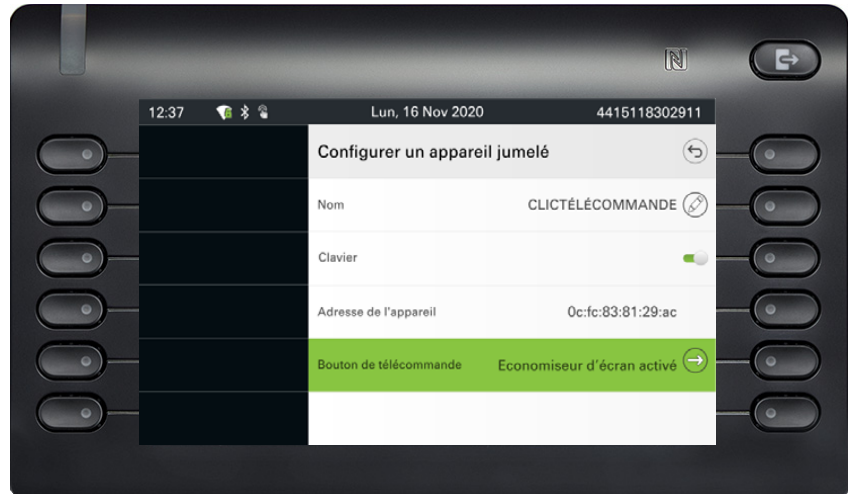 12:37 Lun, 16 Nov 2020 4415118302911
Configurer un appareil jumelé
Nom CLICTÉLÉCOMMANDE
Clavier
Adresse de l'appareil 0c:fc:83:81:29:ac
Bouton de télécommande Economiseur d'écran activé